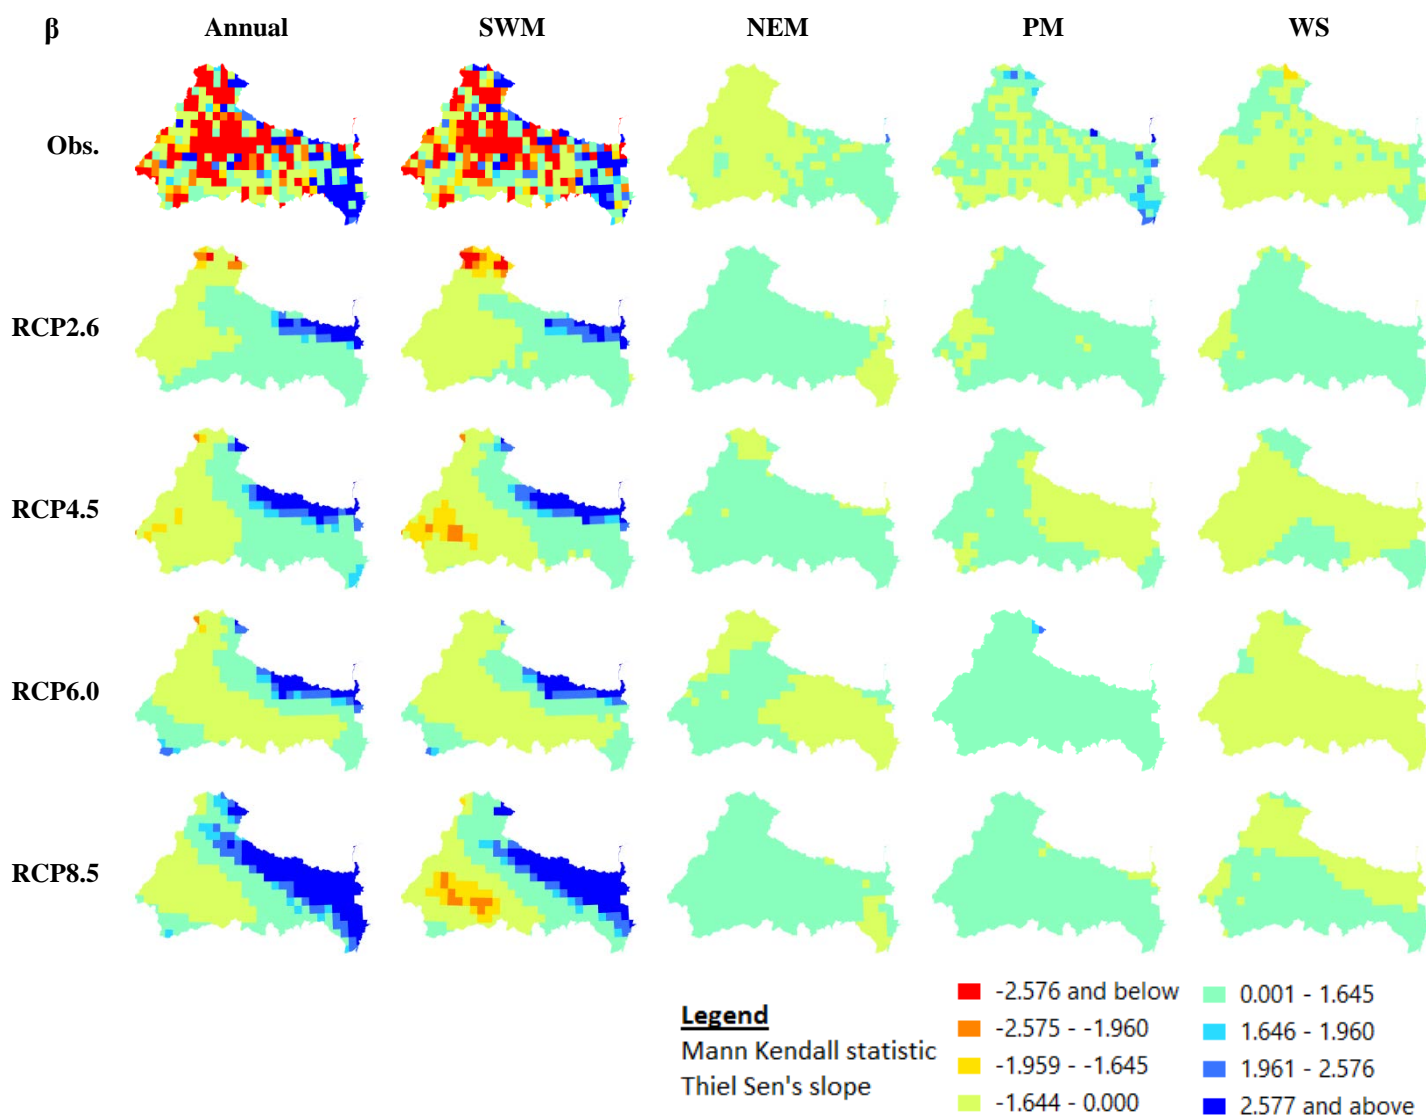 β Annual SWM NEM PM WS
Obs.
RCP2.6
RCP4.5
RCP6.0
RCP8.5
Legend
Mann Kendall statistic
Thiel Sen's slope
-2.576 and below
-2.575 - -1.960
-1.959 - -1.645
-1.644 - 0.000
0.001 - 1.645
1.646 - 1.960
1.961 - 2.576
2.577 and above